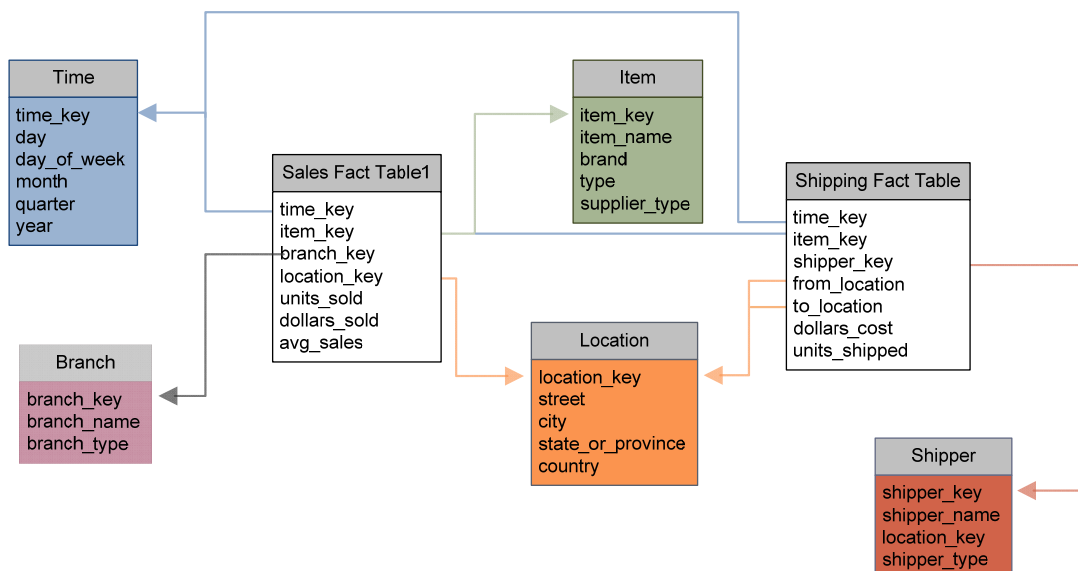 Time
time_key
day
day_of_week
month
quarter
year
Item
item_key
item_name
brand
type
supplier_type
Sales Fact Table1
time_key
item_key
branch_key
location_key
units_sold
dollars_sold
avg_sales
Shipping Fact Table
time_key
item_key
shipper_key
from_location
to_location
dollars_cost
units_shipped
Branch
branch_key
branch_name
branch_type
Location
location_key
street
city
state_or_province
country
Shipper
shipper_key
shipper_name
location_key
shipper_type